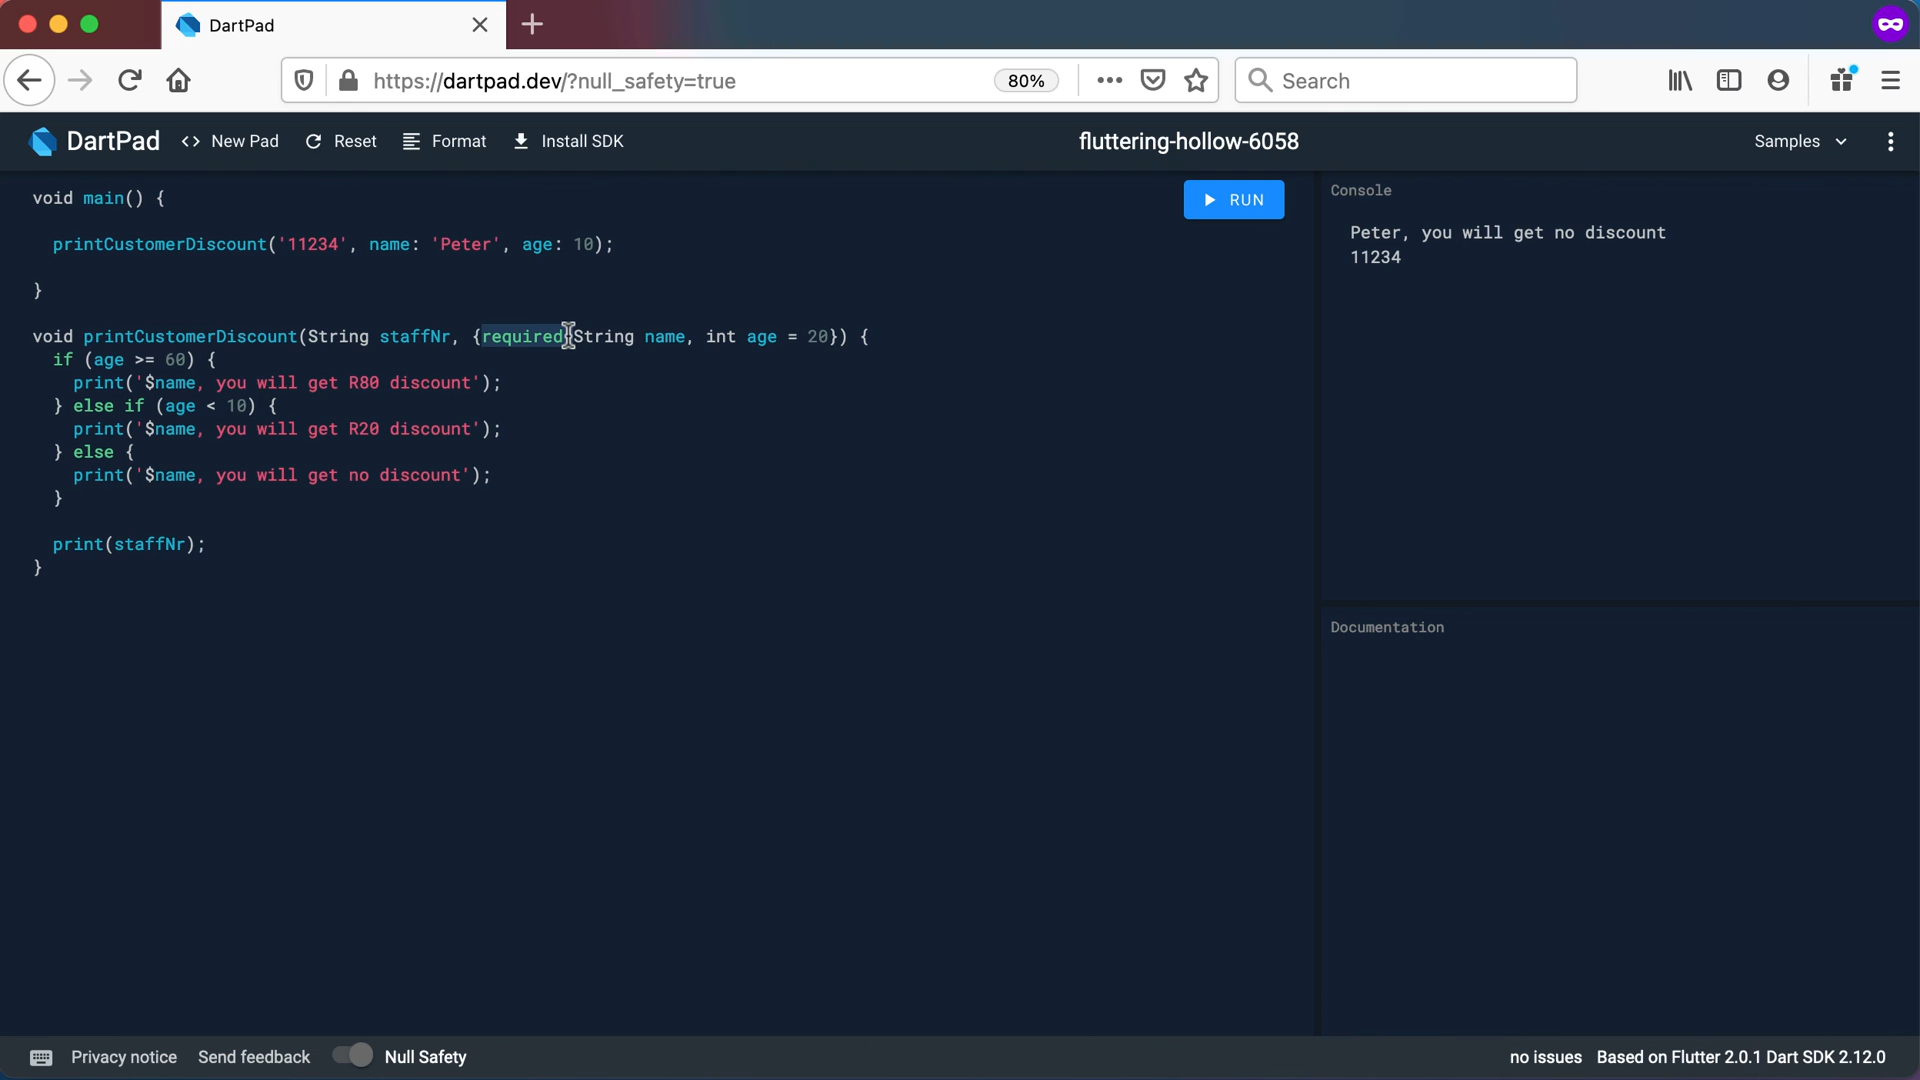 DartPad
https://dartpad.dev/?null_safety=true
80%
Search
DartPad
<> New Pad
Reset
Format
Install SDK
fluttering-hollow-6058
Samples
void main() {
printCustomerDiscount('11234', name: 'Peter', age: 10);
}
void printCustomerDiscount(String staffNr, {required String name, int age = 20}) {
if (age >= 60) {
print('$name, you will get R80 discount');
} else if (age < 10) {
print('$name, you will get R20 discount');
} else {
print('$name, you will get no discount');
}
print(staffNr);
}
RUN
Console
Peter, you will get no discount
11234
Documentation
Privacy notice
Send feedback
Null Safety
no issues
Based on Flutter 2.0.1 Dart SDK 2.12.0